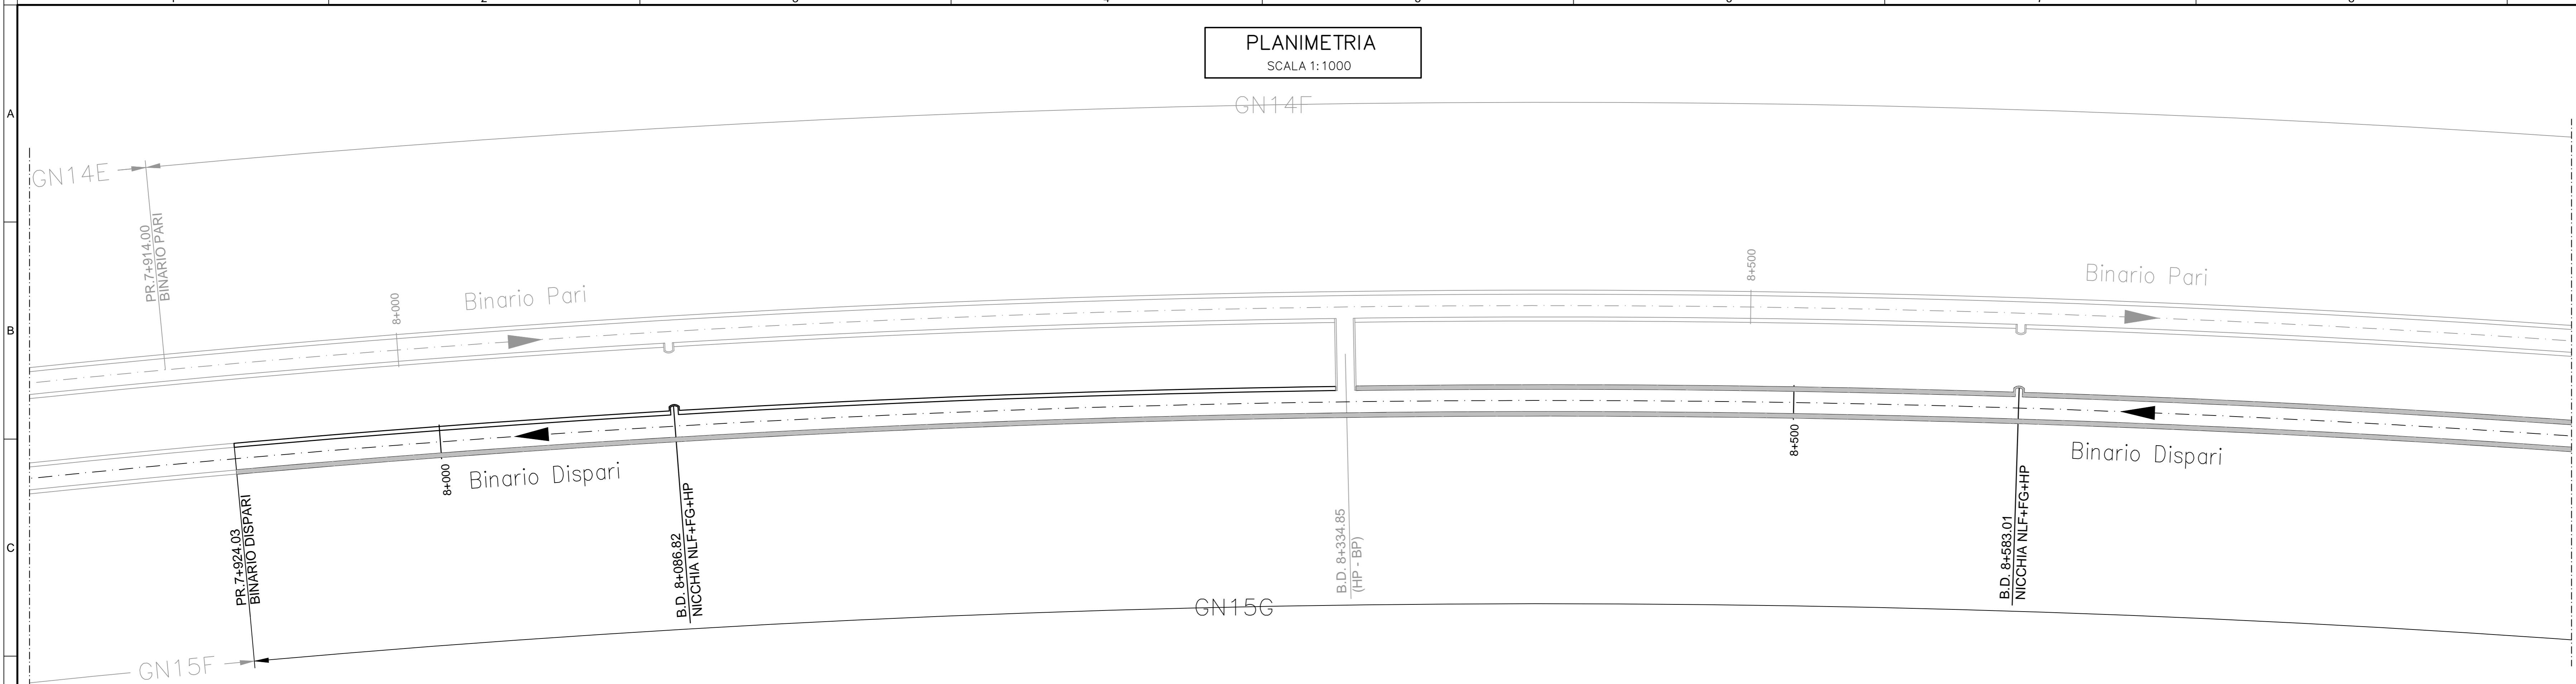 PLANIMETRIA
SCALA 1:1000
GN14F
A
GN14E
PR.7+914.00
BINARIO PARI
8+000
Binario Pari
8+500
Binario Pari
B
8+000
Binario Dispari
8+500
Binario Dispari
PR.7+924.03
BINARIO DISPARI
B.D. 8+086.82
NICCHIA NLF+FG+HP
B.D. 8+334.85
(HP - BP)
B.D. 8+583.01
NICCHIA NLF+FG+HP
C
GN15G
GN15F